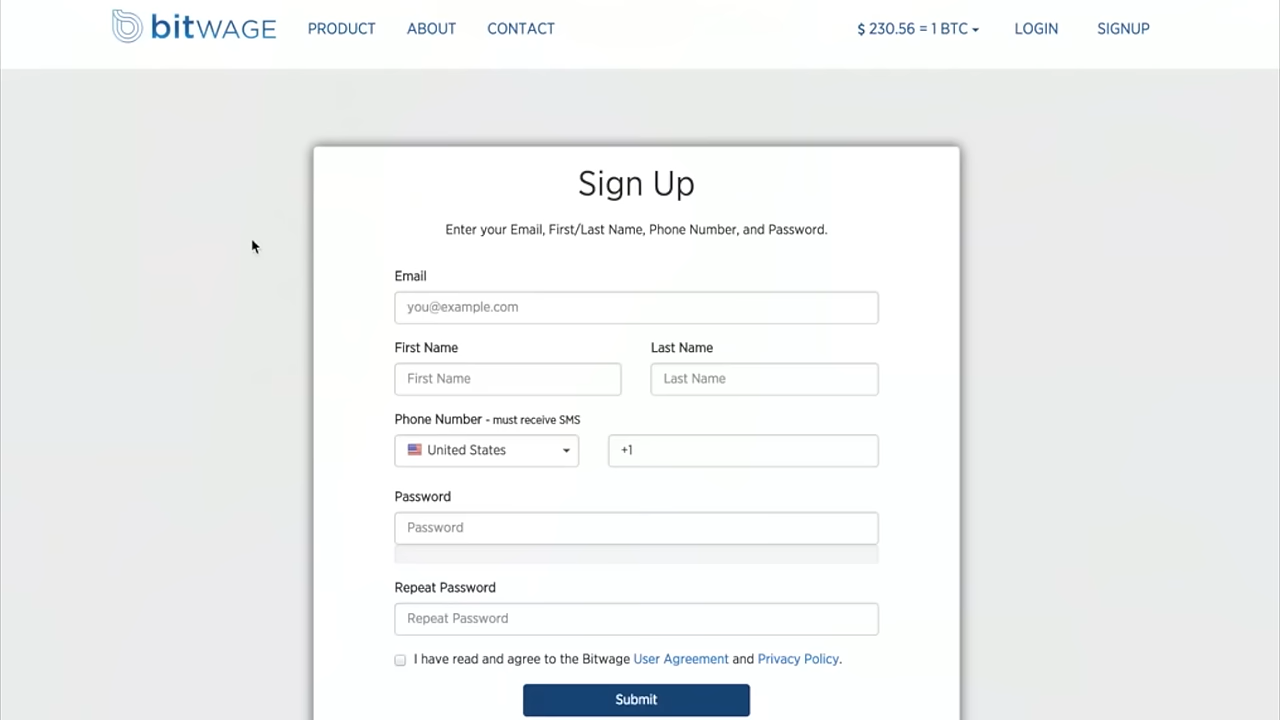 bitWAGE PRODUCT ABOUT CONTACT $ 230.56 = 1 BTC LOGIN SIGNUP
Sign Up
Enter your Email, First/Last Name, Phone Number, and Password.
Email
you@example.com
First Name Last Name
First Name Last Name
Phone Number - must receive SMS
United States +1
Password
Password
Repeat Password
Repeat Password
I have read and agree to the Bitwage User Agreement and Privacy Policy.
Submit